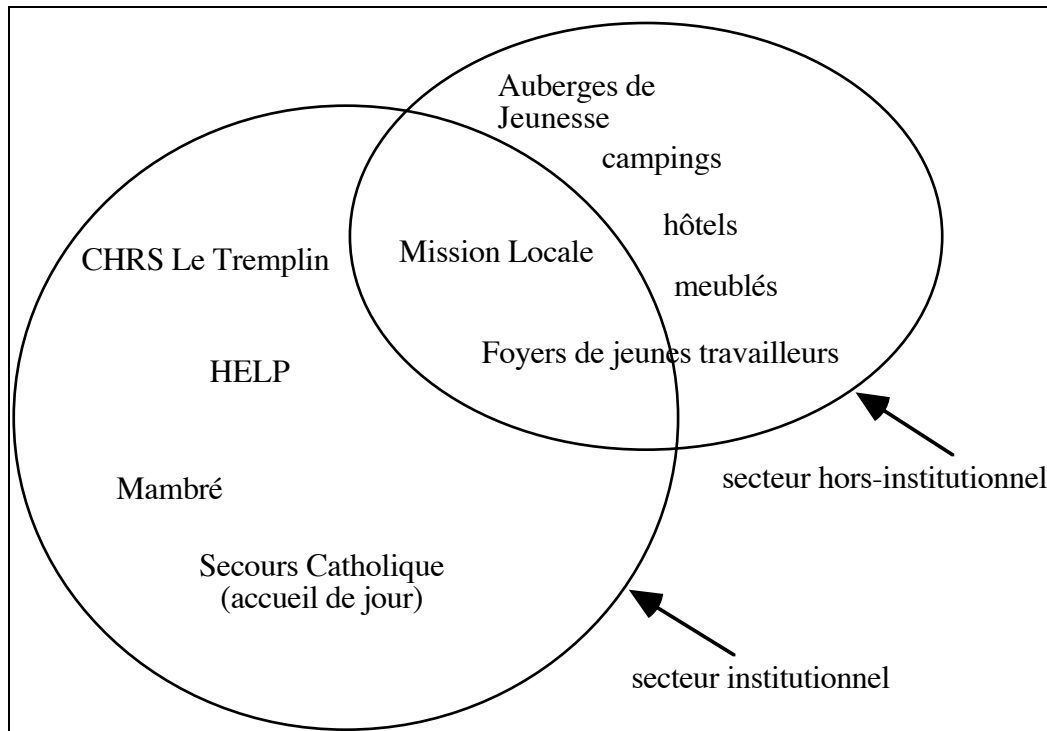 Auberges de
Jeunesse
campings
hôtels
Mission Locale
CHRS Le Tremplin
meublés
Foyers de jeunes travailleurs
HELP
secteur hors-institutionnel
Mambré
Secours Catholique
(accueil de jour)
secteur institutionnel